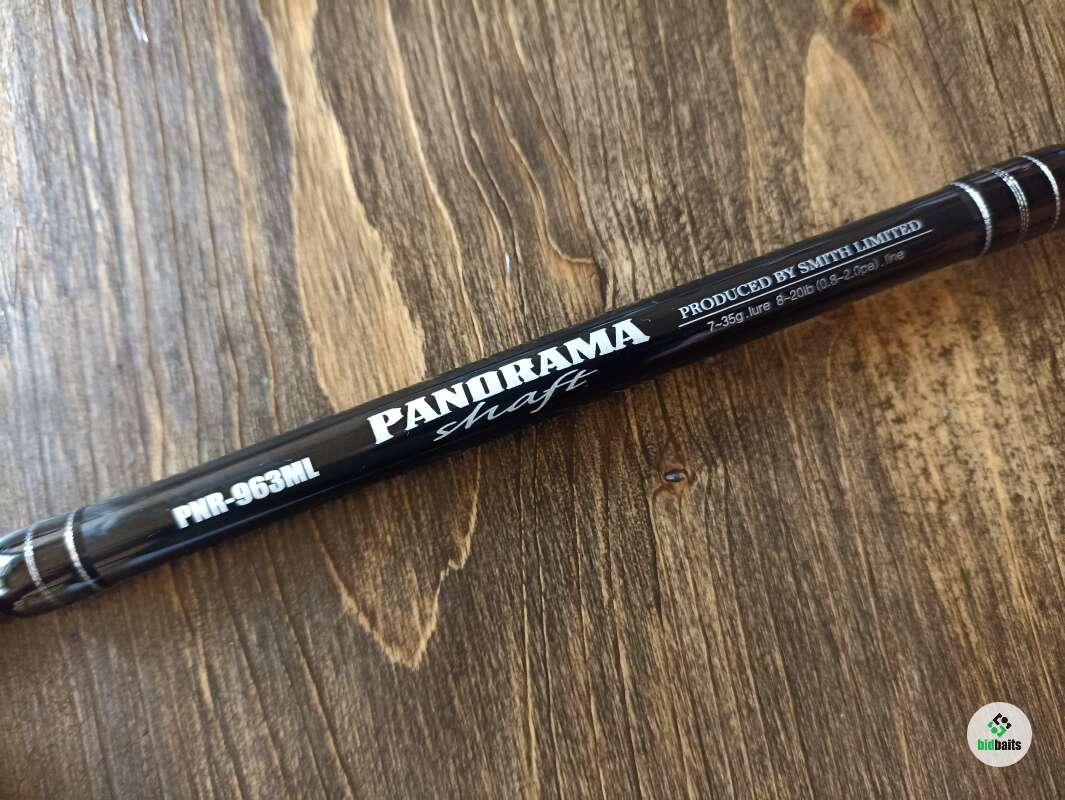 PRODUCED BY SMITH LIMITED
7~35g.lure 8-20lb (0.8-2.0pe).line
PANORAMA
shaft
PNR-963ML
bidbaits